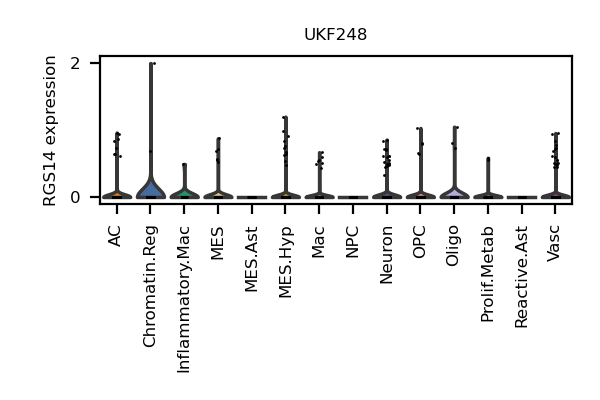 UKF248
RGS14 expression
2
0
AC
Chromatin.Reg
Inflammatory.Mac
MES
MES.Ast
MES.Hyp
Mac
NPC
Neuron
OPC
Oligo
Prolif.Metab
Reactive.Ast
Vasc